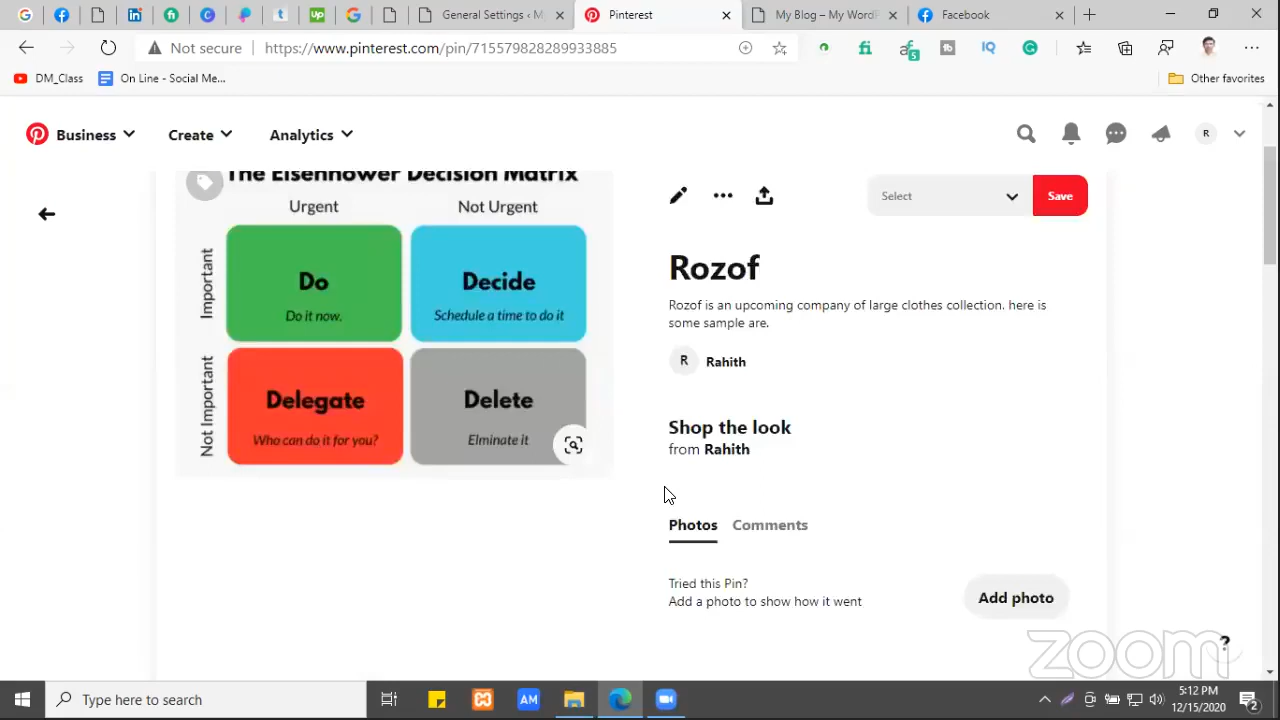 General Settings ‹ M
Pinterest
My Blog – My WordP
Facebook
Not secure
https://www.pinterest.com/pin/715579828289933885
DM_Class
On Line - Social Me...
Other favorites
Business
Create
Analytics
R
The Eisenhower Decision Matrix
Urgent
Not Urgent
Important
Do
Do it now.
Decide
Schedule a time to do it
Not Important
Delegate
Who can do it for you?
Delete
Elminate it
Select
Save
Rozof
Rozof is an upcoming company of large clothes collection. here is
some sample are.
R
Rahith
Shop the look
from Rahith
Photos
Comments
Tried this Pin?
Add a photo to show how it went
Add photo
zoom
?
Type here to search
AM
5:12 PM
12/15/2020
2